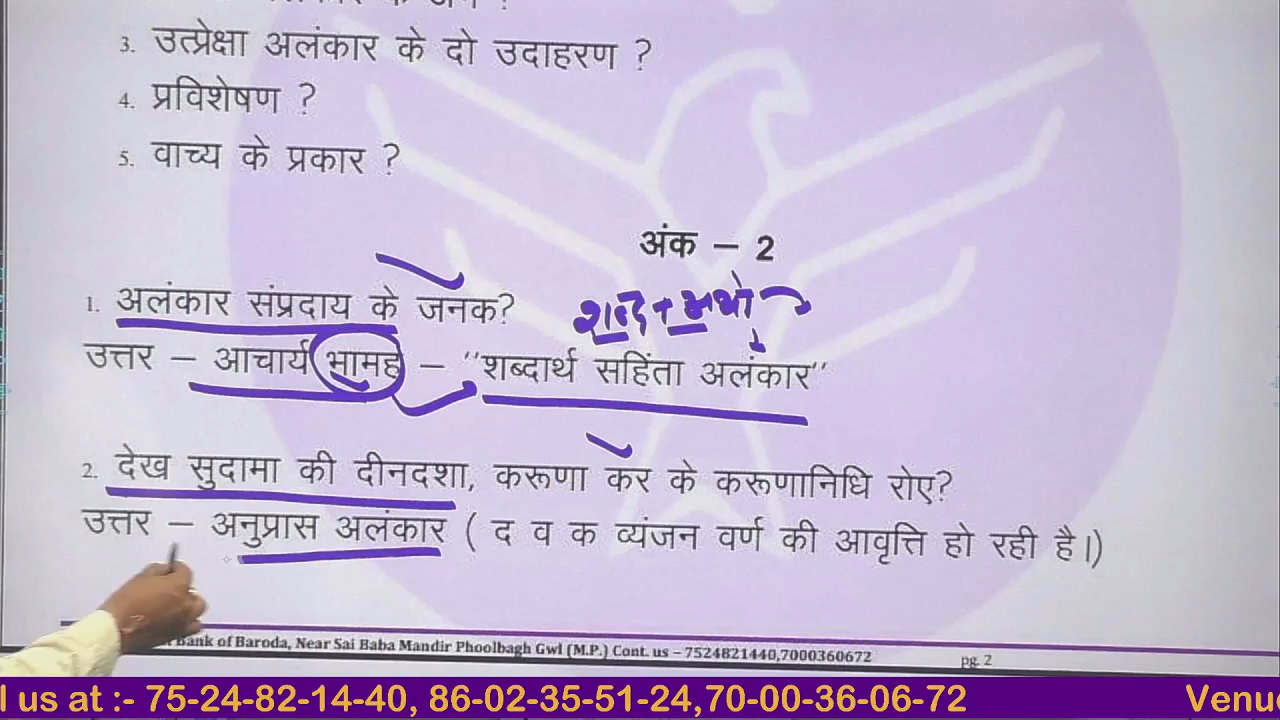 3. उत्प्रेक्षा अलंकार के दो उदाहरण ?
4. प्रविशेषण ?
5. वाच्य के प्रकार ?
अंक – 2
1. अलंकार संप्रदाय के जनक?
शब्द + अर्थो
उत्तर – आचार्य भामह – "शब्दार्थ सहिंता अलंकार"
2. देख सुदामा की दीनदशा, करूणा कर के करूणानिधि रोए?
उत्तर – अनुप्रास अलंकार ( द व क व्यंजन वर्ण की आवृत्ति हो रही है।)
Bank of Baroda, Near Sai Baba Mandir Phoolbagh Gwl (M.P.) Cont. us – 7524821440,7000360672 pg. 2
l us at :- 75-24-82-14-40, 86-02-35-51-24,70-00-36-06-72 Venu